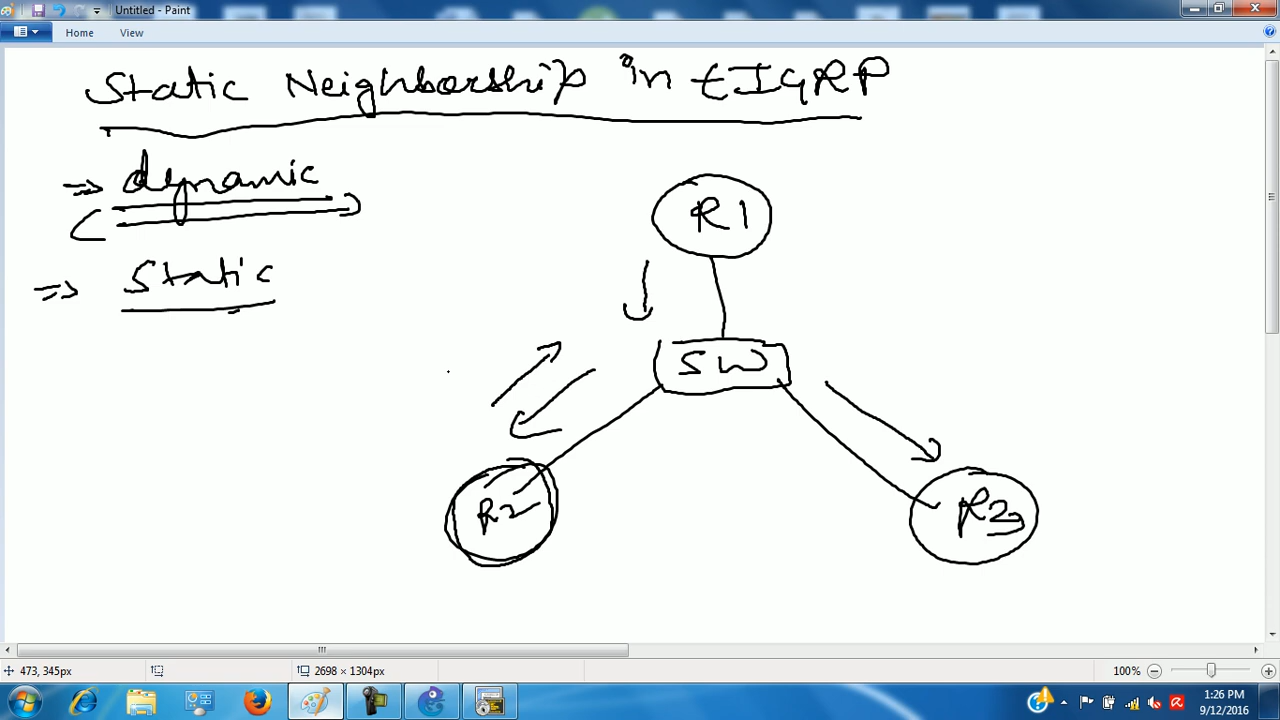 Untitled - Paint
Home View
Static Neighborship in EIGRP
⇒ dynamic
R1
⇒ Static
SW
R2
R3
473, 345px
2698 × 1304px
100%
1:26 PM
9/12/2016